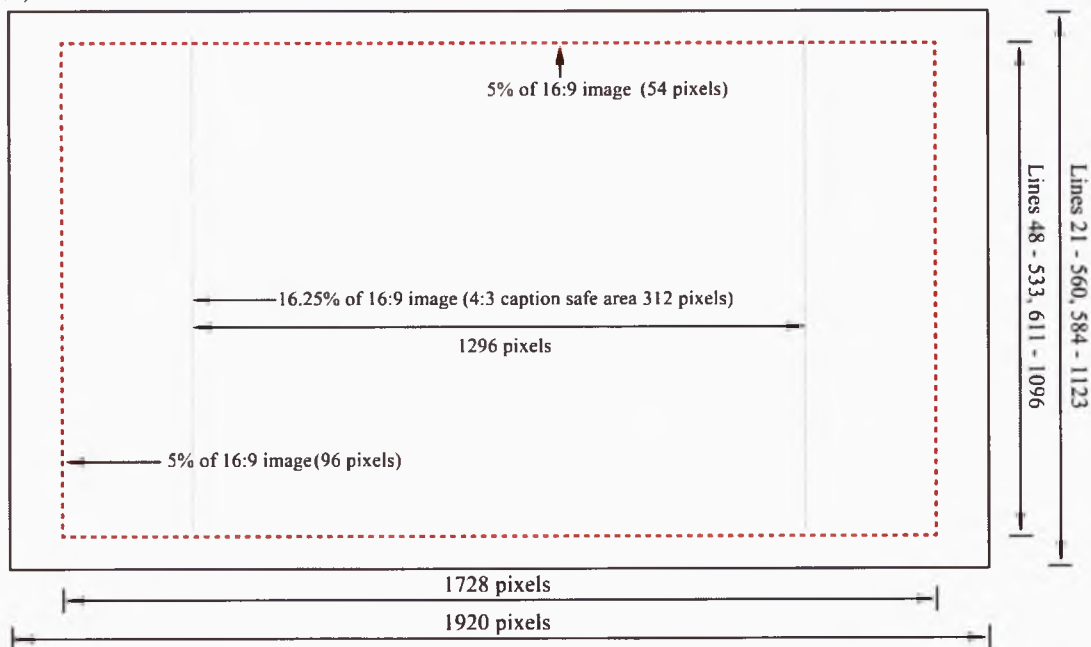 5% of 16:9 image (54 pixels)
16.25% of 16:9 image (4:3 caption safe area 312 pixels)
1296 pixels
5% of 16:9 image (96 pixels)
Lines 48 - 533, 611 - 1096
Lines 21 - 560, 584 - 1123
1728 pixels
1920 pixels